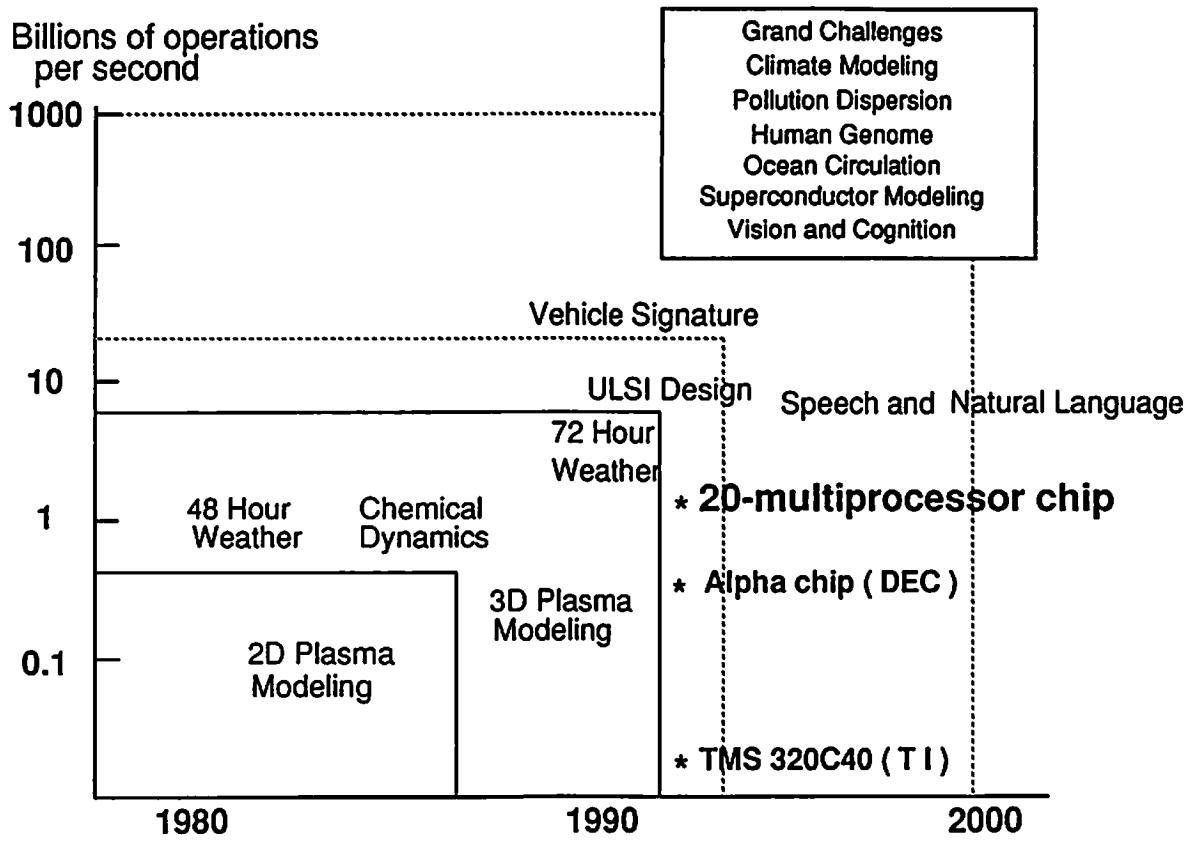 Billions of operations
per second
Grand Challenges
Climate Modeling
Pollution Dispersion
Human Genome
Ocean Circulation
Superconductor Modeling
Vision and Cognition
1000
100
Vehicle Signature
10
ULSI Design
Speech and Natural Language
72 Hour
Weather
1
48 Hour
Weather
Chemical
Dynamics
* 20-multiprocessor chip
* Alpha chip ( DEC )
3D Plasma
Modeling
0.1
2D Plasma
Modeling
* TMS 320C40 ( T I )
1980
1990
2000